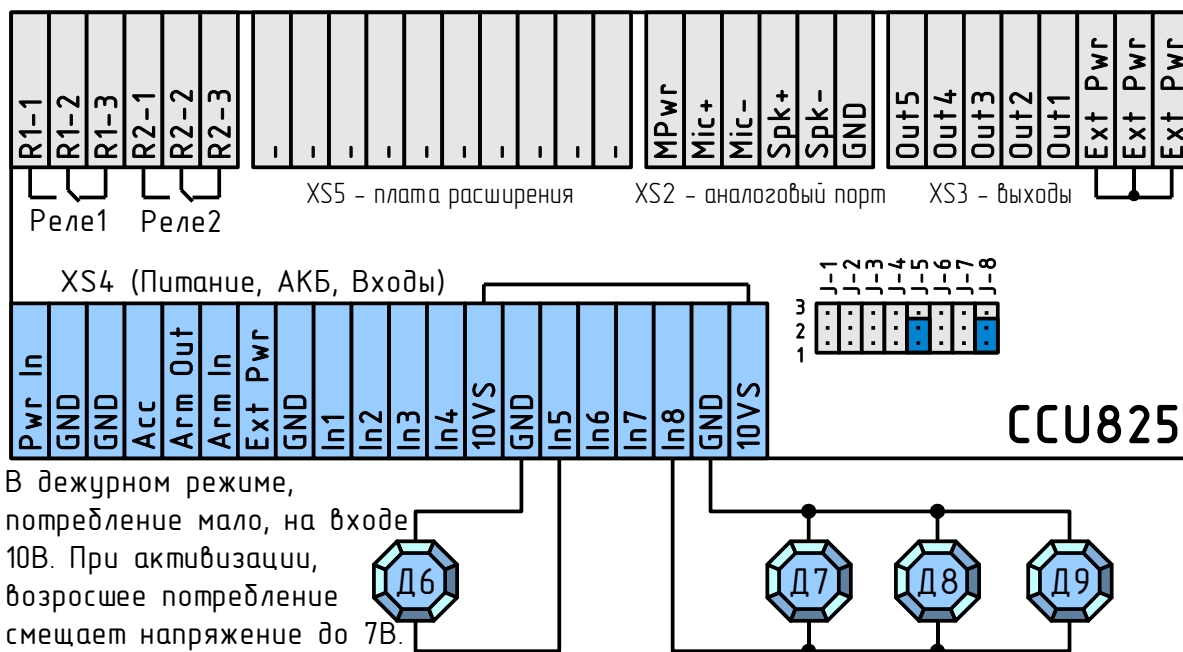 R1-1 R1-2 R1-3 R2-1 R2-2 R2-3 - - - - - - - - - - MPwr Mic+ Mic- Spk+ Spk- GND Out5 Out4 Out3 Out2 Out1 Ext Pwr Ext Pwr Ext Pwr
Реле1 Реле2
XS5 - плата расширения
XS2 - аналоговый порт
XS3 - выходы
XS4 (Питание, АКБ, Входы)
J-1 J-2 J-3 J-4 J-5 J-6 J-7 J-8
3
2
1
Pwr In GND GND Acc Arm Out Arm In Ext Pwr GND In1 In2 In3 In4 10VS GND In5 In6 In7 In8 GND 10VS
CCU825
В дежурном режиме,
потребление мало, на входе
10В. При активизации,
возросшее потребление
смещает напряжение до 7В.
Д6 Д7 Д8 Д9